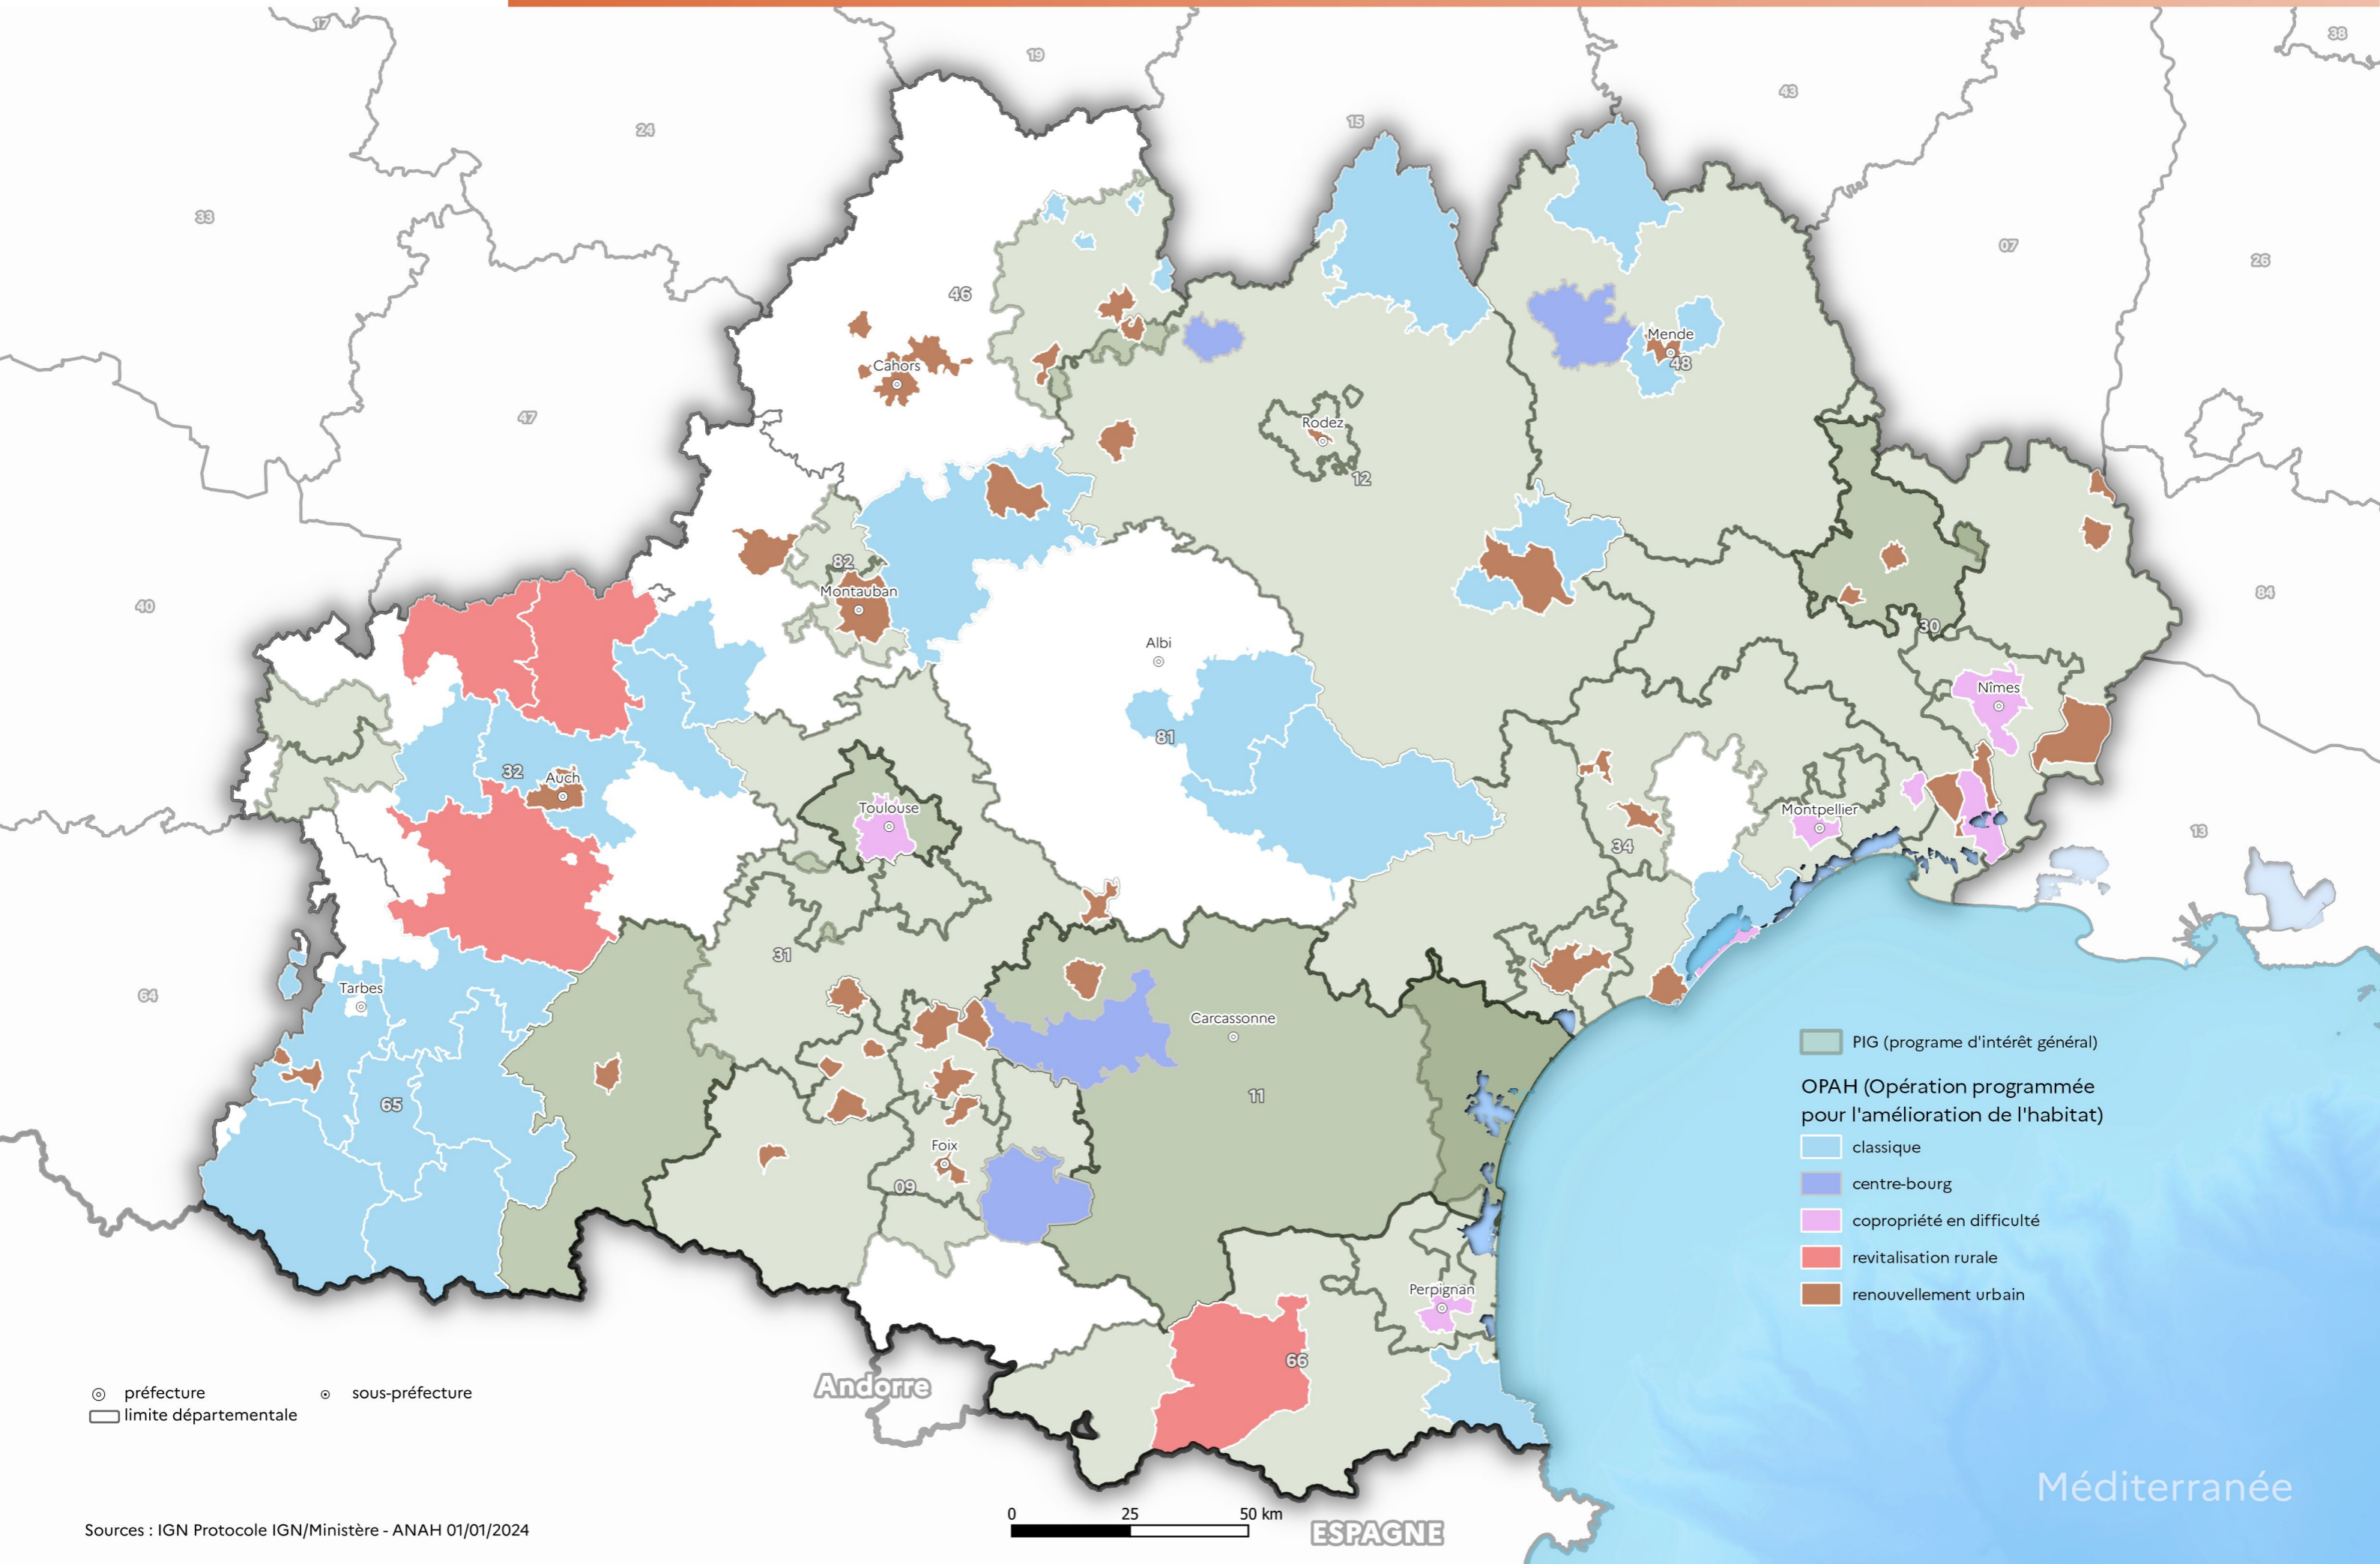 17
19
38
43
15
24
33
07
26
46
Mende
48
Cahors
47
Rodez
12
82
Montauban
40
84
30
Albi
Nîmes
81
32
Auch
Toulouse
Montpellier
13
34
31
Tarbes
64
Carcassonne
11
65
Foix
09
Perpignan
66
PIG (programe d'intérêt général)
OPAH (Opération programmée
pour l'amélioration de l'habitat)
classique
centre-bourg
copropriété en difficulté
revitalisation rurale
renouvellement urbain
Andorre
préfecture
sous-préfecture
limite départementale
Méditerranée
0 25 50 km
ESPAGNE
Sources : IGN Protocole IGN/Ministère - ANAH 01/01/2024